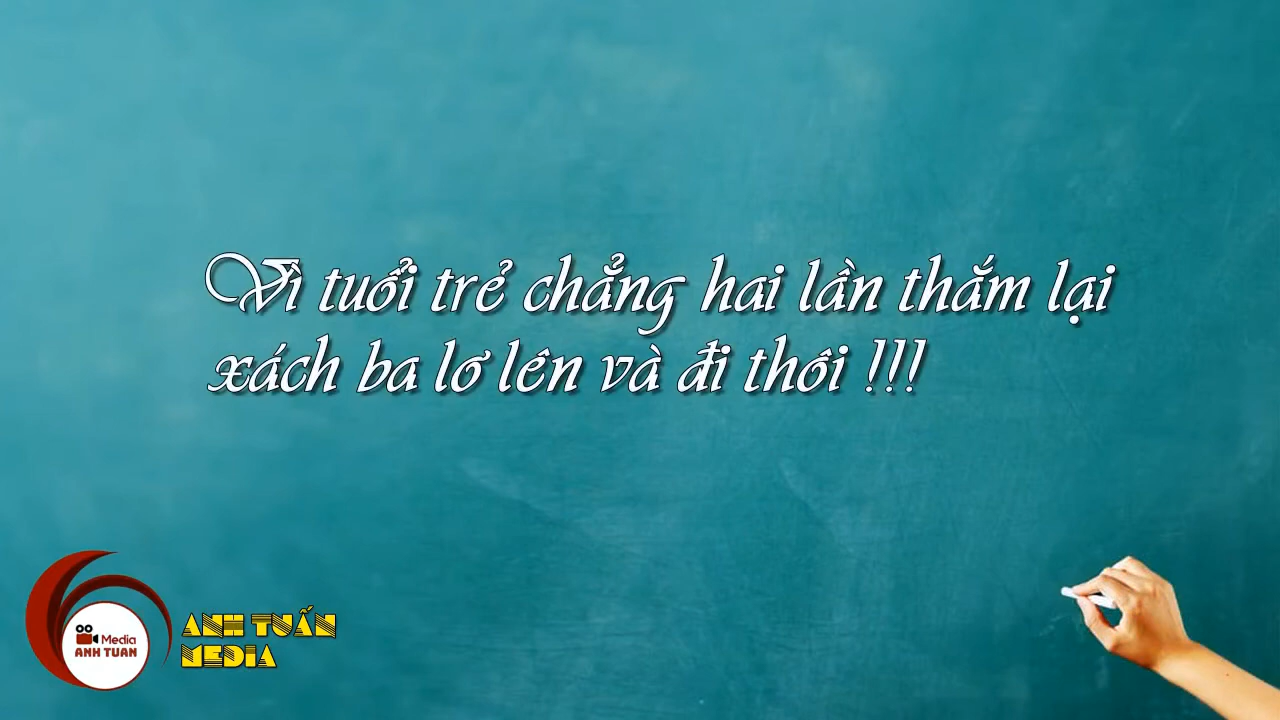 Vì tuổi trẻ chẳng hai lần thắm lại
xách ba lơ lên và đi thôi !!!
Media
ANH TUAN
ANH TUẤN
MEDIA